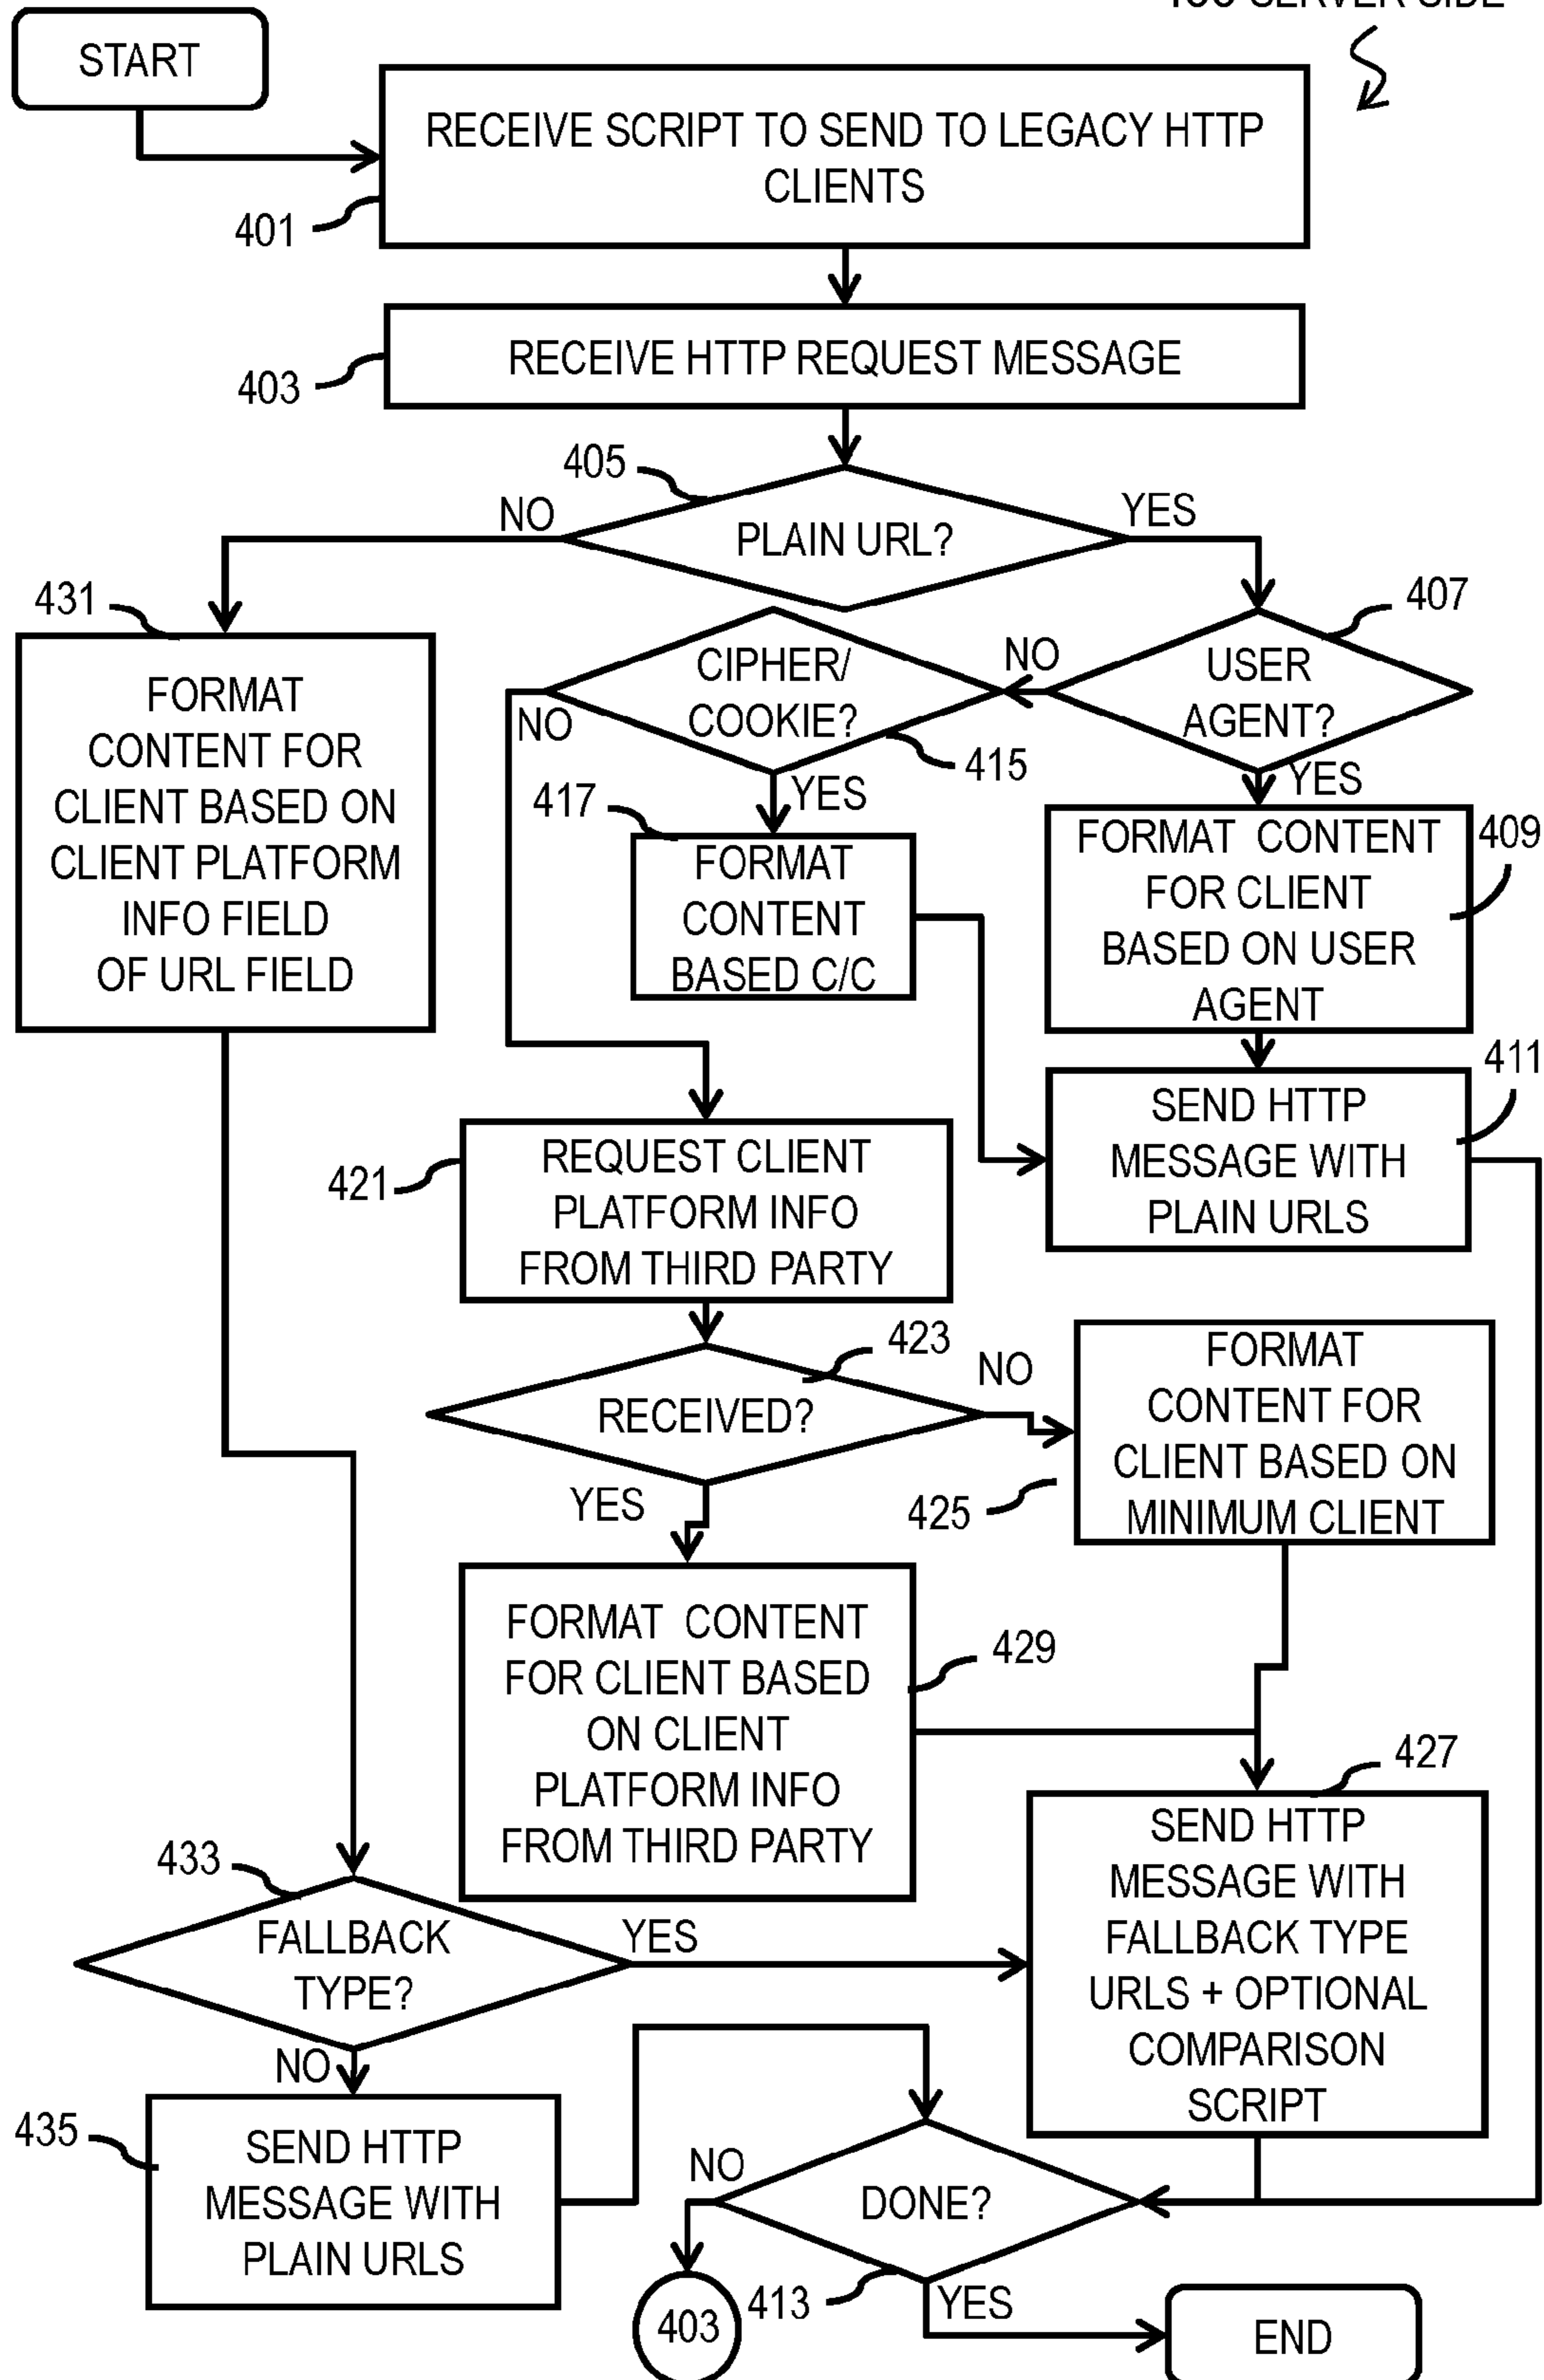 SERVER SIDE
START
RECEIVE SCRIPT TO SEND TO LEGACY HTTP
CLIENTS
401
RECEIVE HTTP REQUEST MESSAGE
403
405
NO
YES
PLAIN URL?
431
407
FORMAT
CONTENT FOR
CLIENT BASED ON
CLIENT PLATFORM
INFO FIELD
OF URL FIELD
CIPHER/
COOKIE?
NO
USER
AGENT?
NO
415
YES
YES
417
FORMAT
CONTENT
BASED C/C
FORMAT CONTENT
FOR CLIENT
BASED ON USER
AGENT
409
411
SEND HTTP
MESSAGE WITH
PLAIN URLS
REQUEST CLIENT
PLATFORM INFO
FROM THIRD PARTY
421
423
NO
RECEIVED?
FORMAT
CONTENT FOR
CLIENT BASED ON
MINIMUM CLIENT
YES
425
FORMAT CONTENT
FOR CLIENT BASED
ON CLIENT
PLATFORM INFO
FROM THIRD PARTY
429
427
SEND HTTP
MESSAGE WITH
FALLBACK TYPE
URLS + OPTIONAL
COMPARISON
SCRIPT
433
FALLBACK
TYPE?
YES
NO
435
SEND HTTP
MESSAGE WITH
PLAIN URLS
NO
DONE?
403
413
YES
END